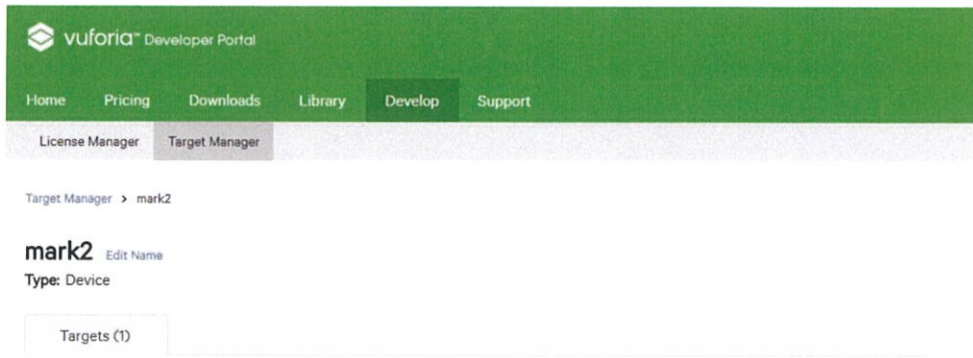 vuforia™ Developer Portal
Home Pricing Downloads Library Develop Support
License Manager Target Manager
Target Manager > mark2
mark2 Edit Name
Type: Device
Targets (1)